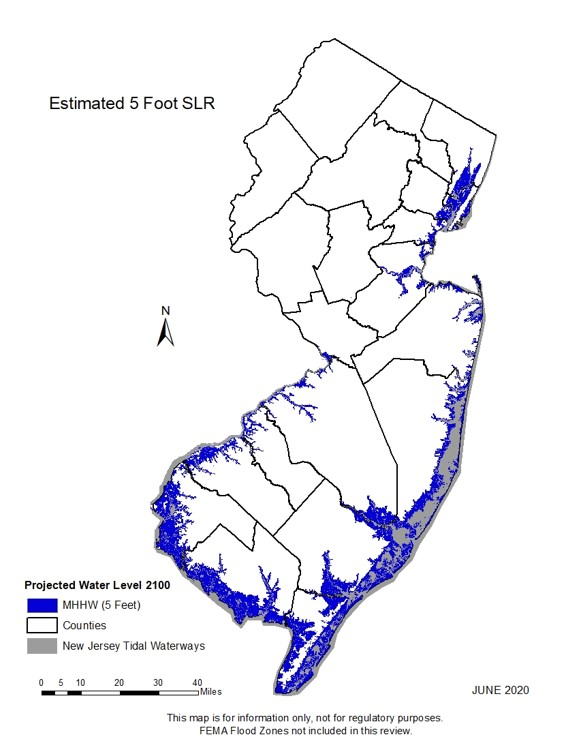 Estimated 5 Foot SLR
N
Projected Water Level 2100
MHHW (5 Feet)
Counties
New Jersey Tidal Waterways
0 5 10 20 30 40
Miles
JUNE 2020
This map is for information only, not for regulatory purposes.
FEMA Flood Zones not included in this review.